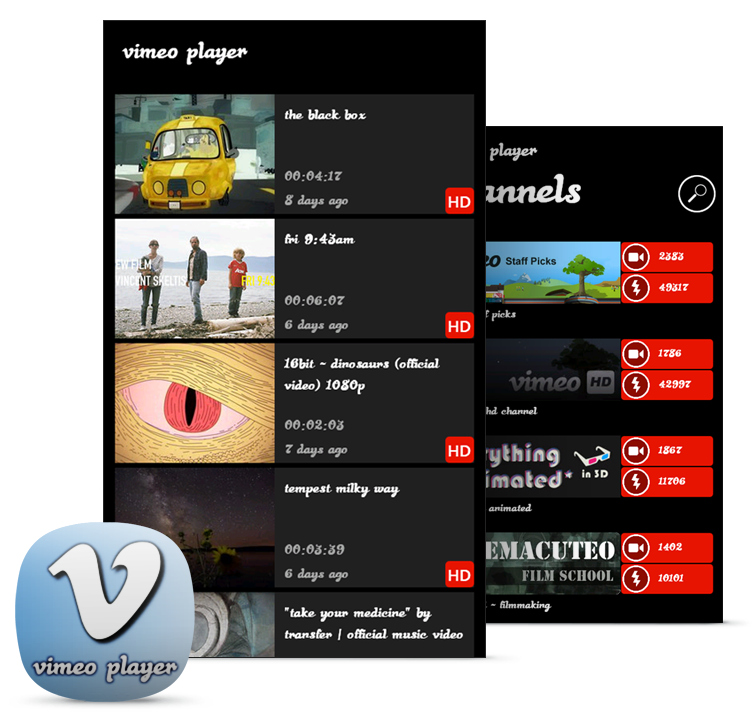 vimeo player
the black box
00:04:17
8 days ago
HD
EW FILM
VINCENT SKELTIS
fri 9:43am
00:06:07
6 days ago
HD
16bit - dinosaurs (official
video) 1080p
00:02:03
7 days ago
HD
tempest milky way
00:03:39
6 days ago
HD
"take your medicine" by
transfer | official music video
player
annels
eo Staff Picks
2383
49317
f picks
vimeo HD
1786
42997
hd channel
rything
imated*
in 3D
1867
11706
animated
EMACUTEO
FILM SCHOOL
1402
10101
- filmmaking
V
vimeo player